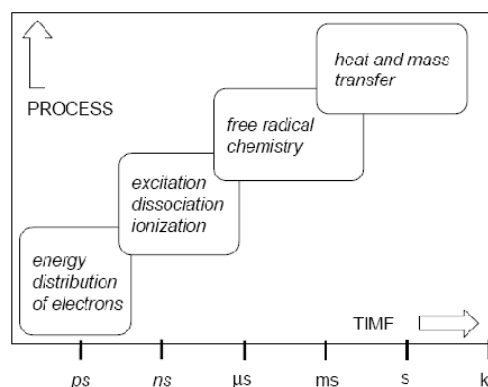 heat and mass
transfer
PROCESS
free radical
chemistry
excitation
dissociation
ionization
energy
distribution
of electrons
TIMF
ps ns μs ms s k